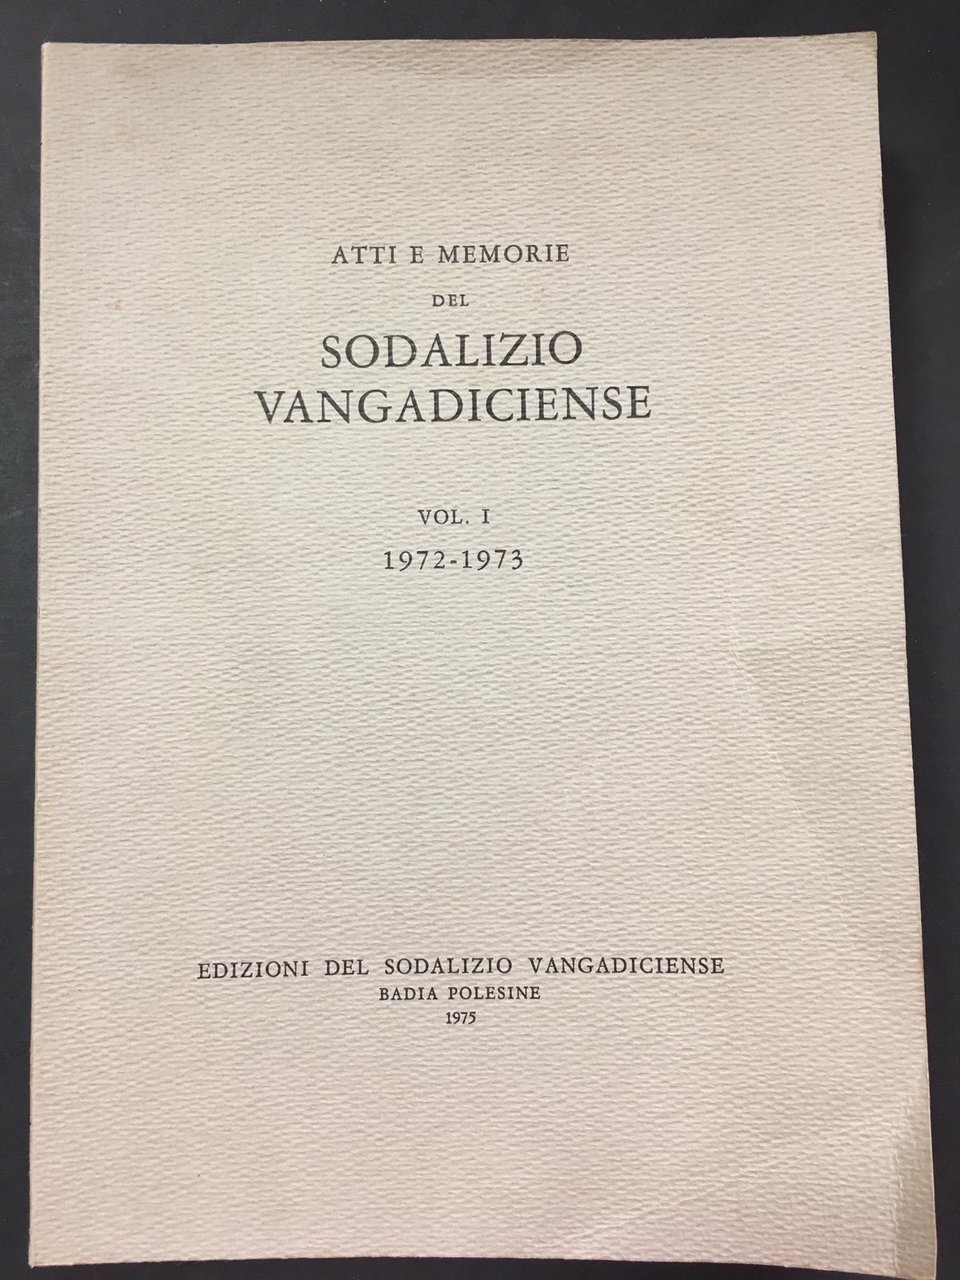 ATTI E MEMORIE
DEL
SODALIZIO
VANGADICIENSE
VOL. I
1972-1973
EDIZIONI DEL SODALIZIO VANGADICIENSE
BADIA POLESINE
1975